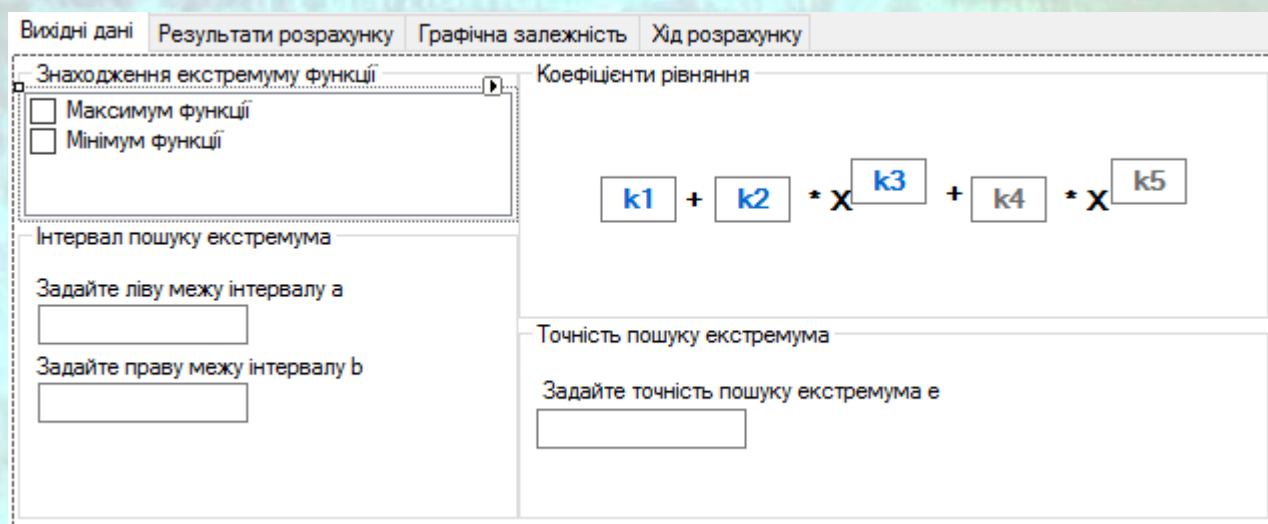 Вихідні дані Результати розрахунку Графічна залежність Хід розрахунку
Знаходження екстремуму функції
Максимум функції
Мінімум функції
Інтервал пошуку екстремума
Задайте ліву межу інтервалу a
Задайте праву межу інтервалу b
Коефіцієнти рівняння
k1 + k2 * X k3 + k4 * X k5
Точність пошуку екстремума
Задайте точність пошуку екстремума e